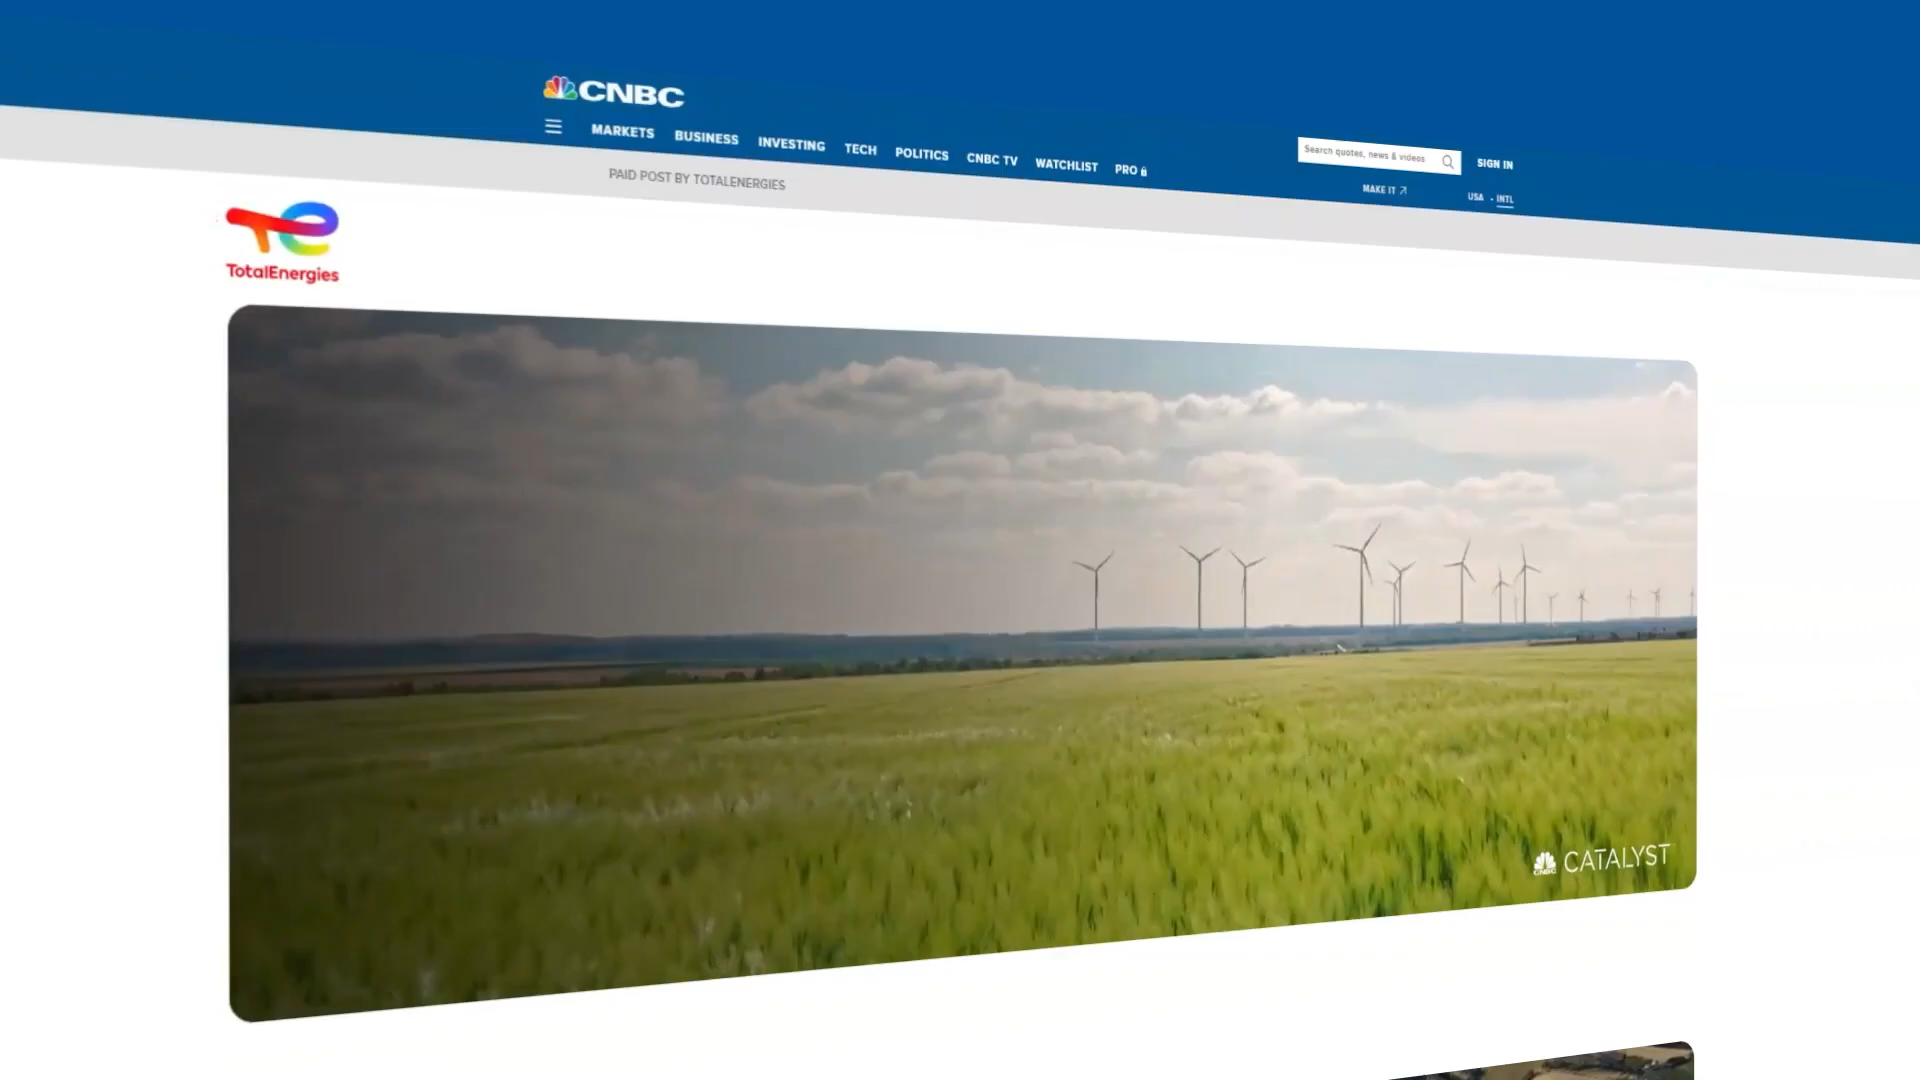 CNBC
MARKETS BUSINESS INVESTING TECH POLITICS CNBC TV WATCHLIST PRO
Search quotes, news & videos
SIGN IN
MAKE IT
USA • INTL
PAID POST BY TOTALENERGIES
TotalEnergies
CNBC CATALYST